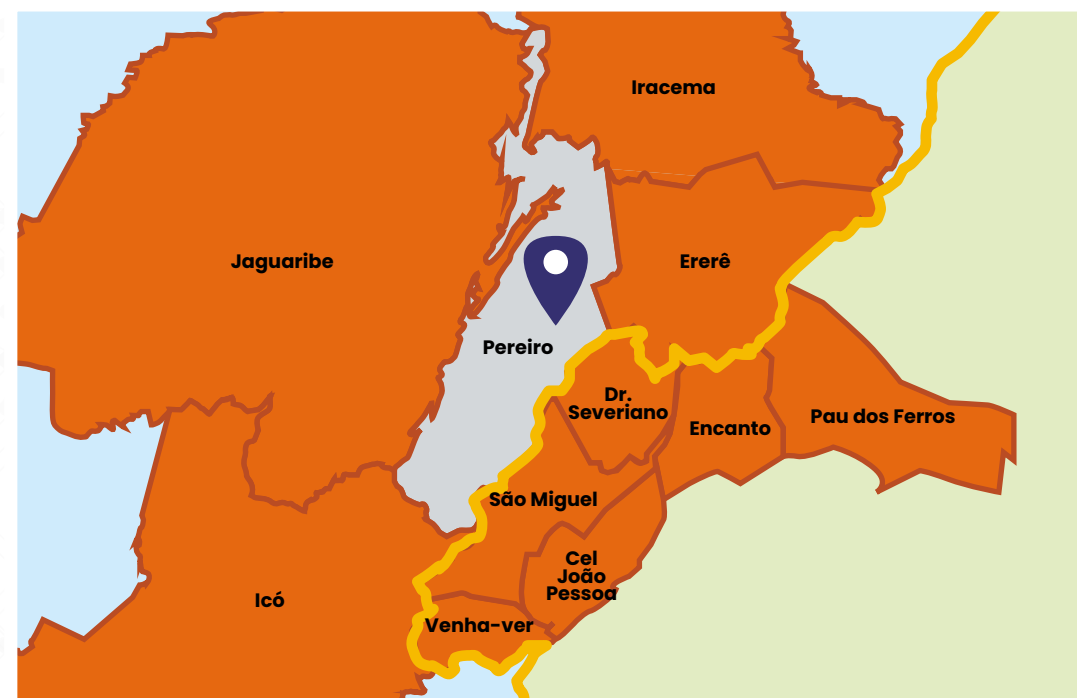 Iracema
Jaguaribe
Ererê
Pereiro
Dr.
Severiano
Encanto
Pau dos Ferros
São Miguel
Cel
João
Pessoa
Icó
Venha-ver